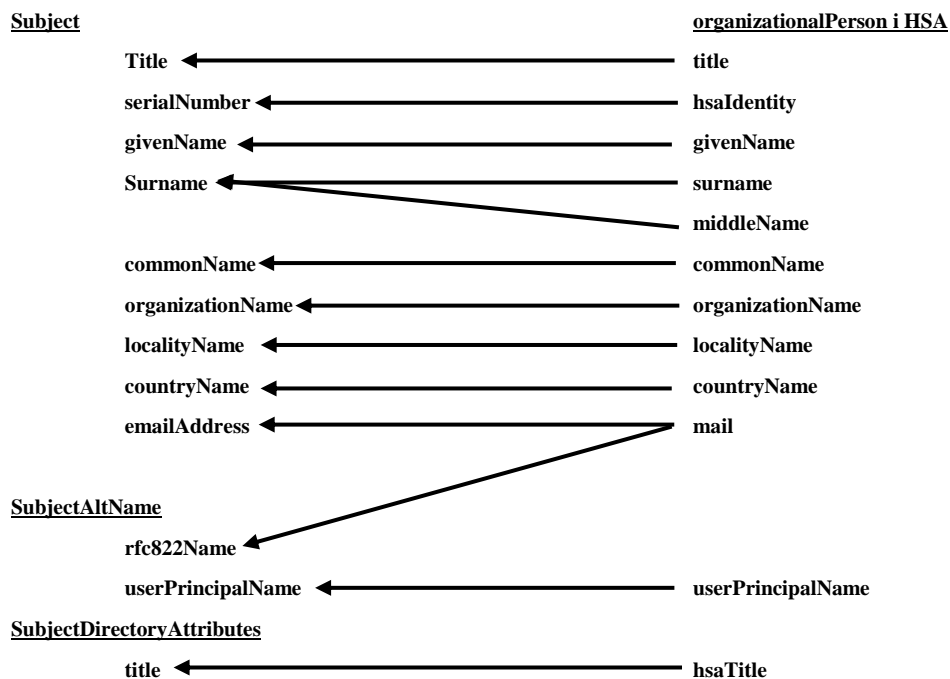 Subject organizationalPerson i HSA
Title title
serialNumber hsaIdentity
givenName givenName
Surname surname
middleName
commonName commonName
organizationName organizationName
localityName localityName
countryName countryName
emailAddress mail
SubjectAltName
rfc822Name
userPrincipalName userPrincipalName
SubjectDirectoryAttributes
title hsaTitle